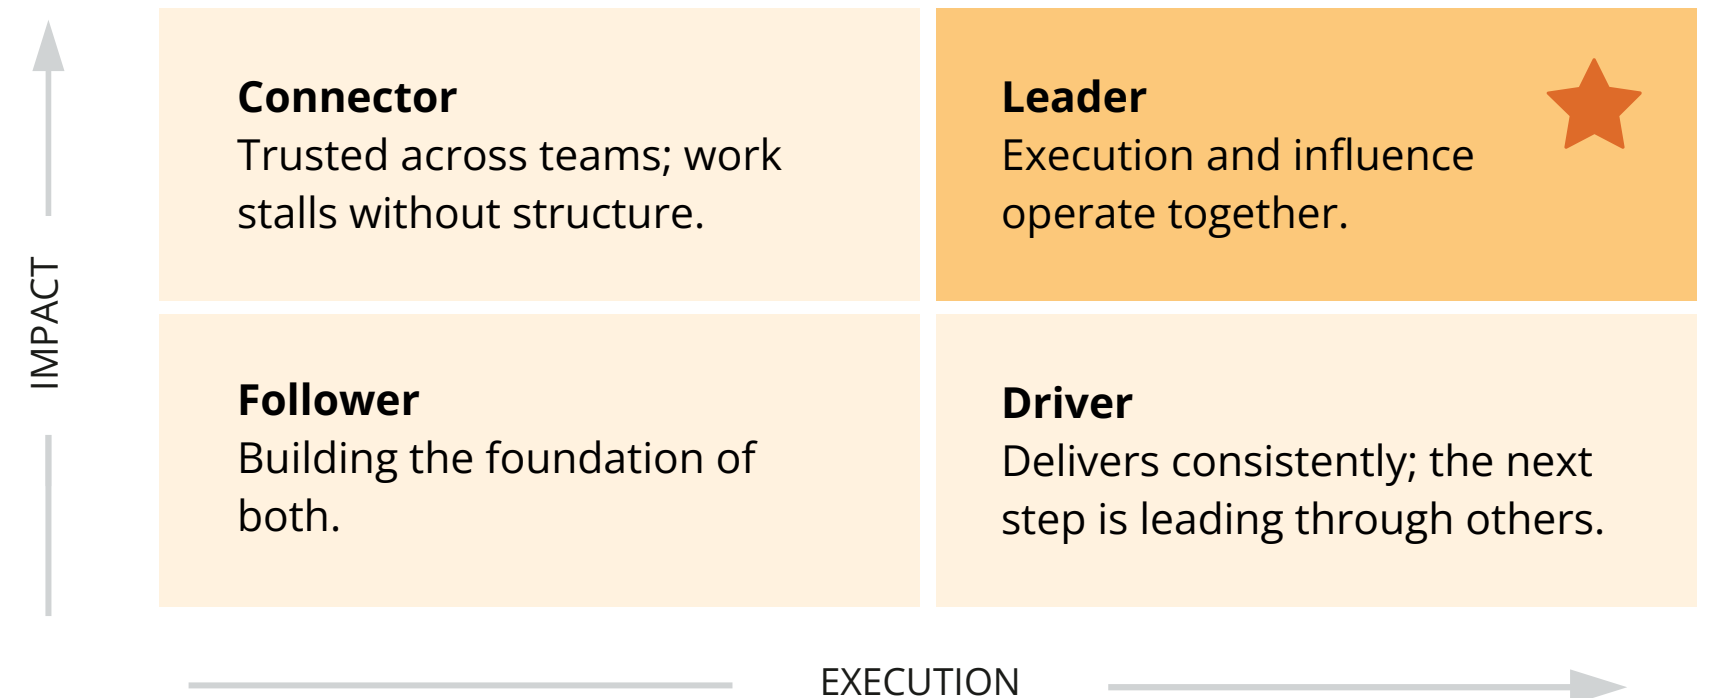 Connector
Trusted across teams; work
stalls without structure.
Leader
Execution and influence
operate together.
IMPACT
Follower
Building the foundation of
both.
Driver
Delivers consistently; the next
step is leading through others.
EXECUTION